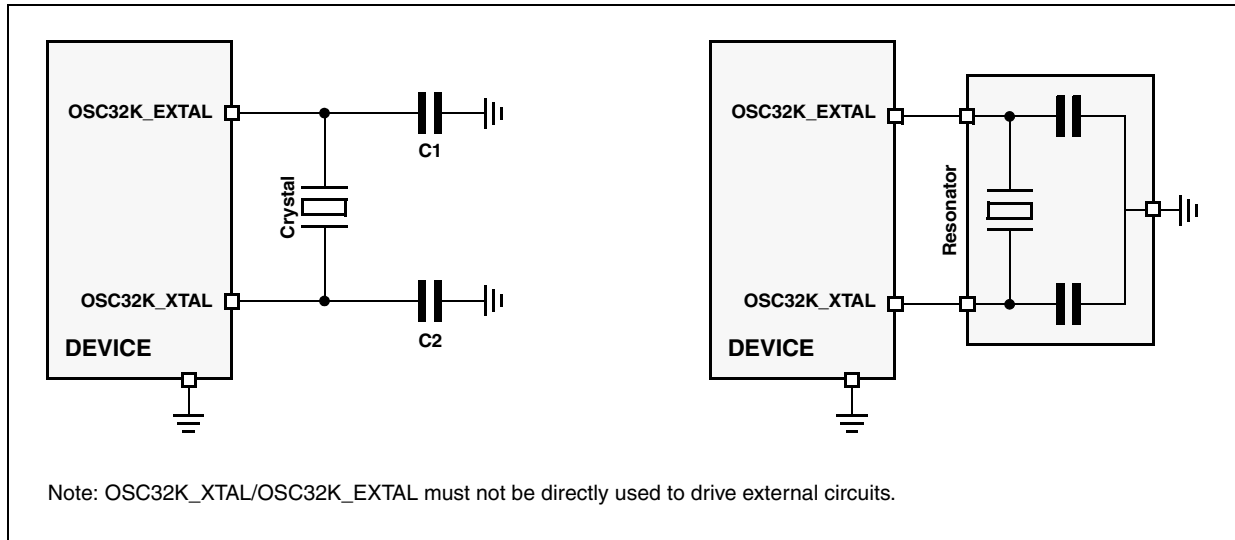 OSC32K_EXTAL
C1
Crystal
OSC32K_XTAL
C2
DEVICE
OSC32K_EXTAL
Resonator
OSC32K_XTAL
DEVICE
Note: OSC32K_XTAL/OSC32K_EXTAL must not be directly used to drive external circuits.